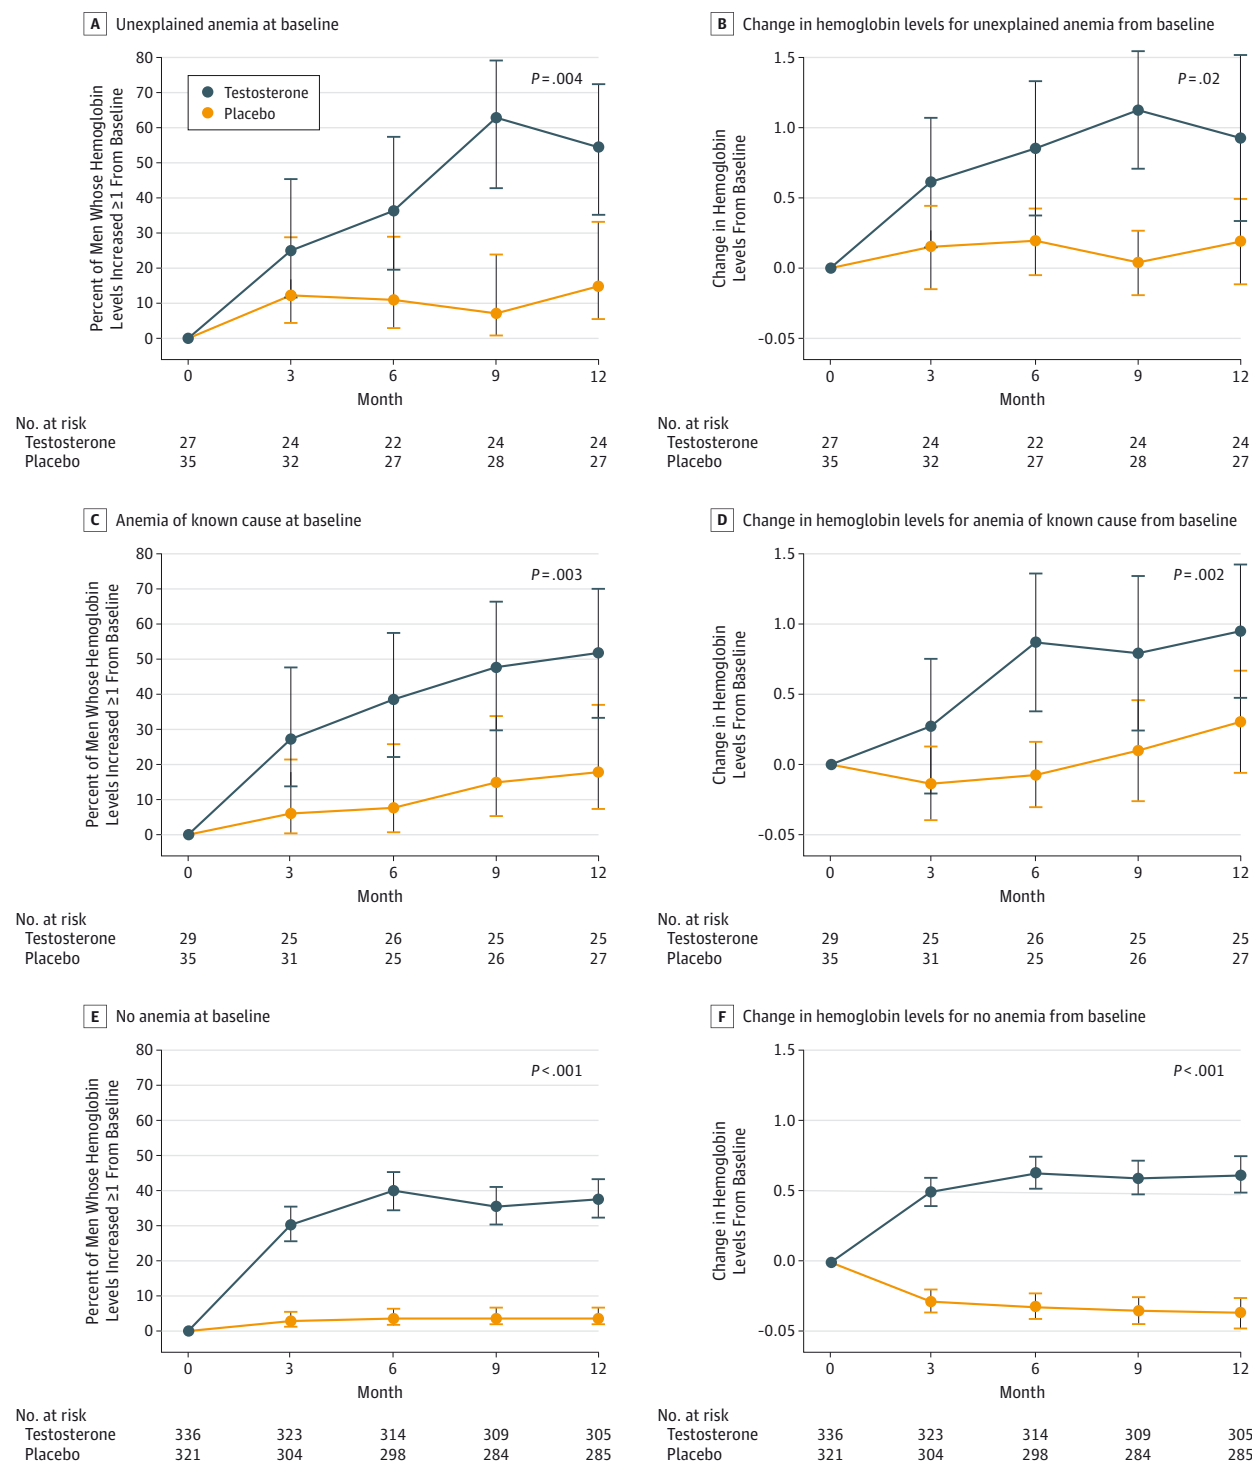 A Unexplained anemia at baseline
Percent of Men Whose Hemoglobin
Levels Increased ≥1 From Baseline
80
70
60
50
40
30
20
10
0
Testosterone
Placebo
P = .004
0 3 6 9 12
Month
No. at risk
Testosterone 27 24 22 24 24
Placebo 35 32 27 28 27
B Change in hemoglobin levels for unexplained anemia from baseline
Change in Hemoglobin
Levels From Baseline
1.5
1.0
0.5
0.0
-0.05
P = .02
0 3 6 9 12
Month
No. at risk
Testosterone 27 24 22 24 24
Placebo 35 32 27 28 27
C Anemia of known cause at baseline
Percent of Men Whose Hemoglobin
Levels Increased ≥1 From Baseline
80
70
60
50
40
30
20
10
0
P = .003
0 3 6 9 12
Month
No. at risk
Testosterone 29 25 26 25 25
Placebo 35 31 25 26 27
D Change in hemoglobin levels for anemia of known cause from baseline
Change in Hemoglobin
Levels From Baseline
1.5
1.0
0.5
0.0
-0.05
P = .002
0 3 6 9 12
Month
No. at risk
Testosterone 29 25 26 25 25
Placebo 35 31 25 26 27
E No anemia at baseline
Percent of Men Whose Hemoglobin
Levels Increased ≥1 From Baseline
80
70
60
50
40
30
20
10
0
P < .001
0 3 6 9 12
Month
No. at risk
Testosterone 336 323 314 309 305
Placebo 321 304 298 284 285
F Change in hemoglobin levels for no anemia from baseline
Change in Hemoglobin
Levels From Baseline
1.5
1.0
0.5
0.0
-0.05
P < .001
0 3 6 9 12
Month
No. at risk
Testosterone 336 323 314 309 305
Placebo 321 304 298 284 285